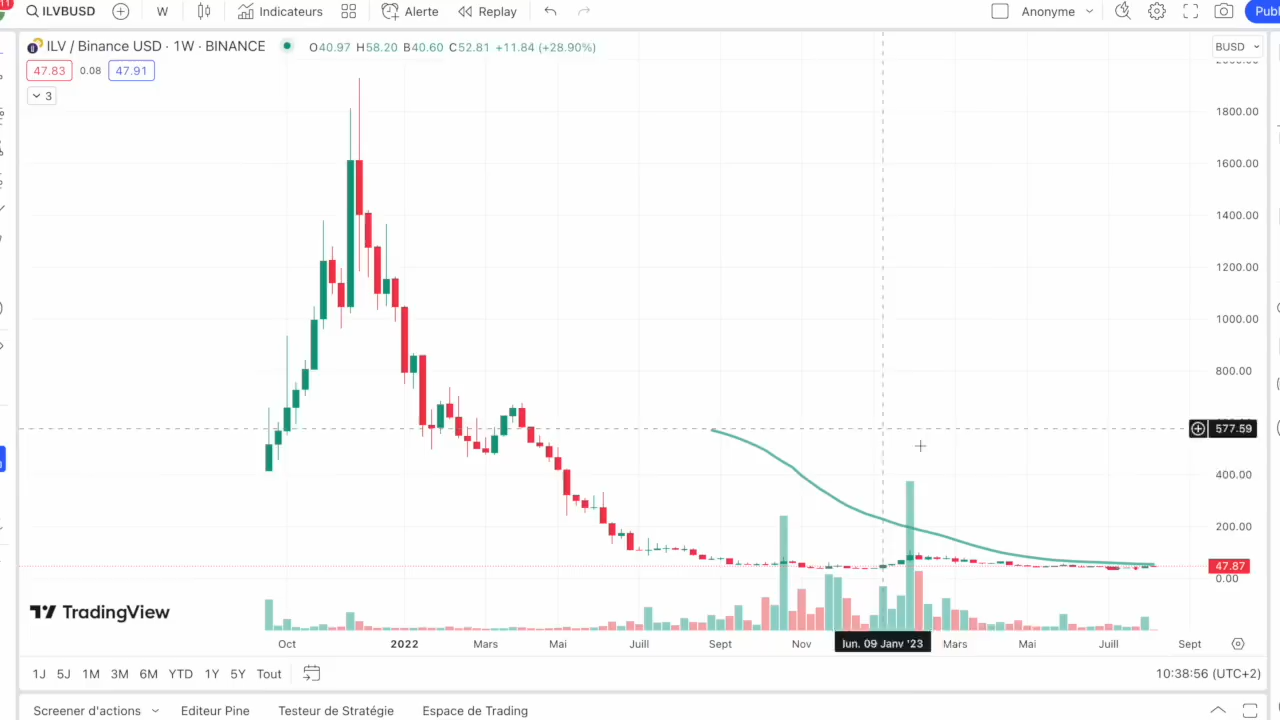 11
ILVBUSD
W
Indicateurs
Alerte
Replay
Anonyme
Publ
ILV / Binance USD · 1W · BINANCE
O40.97 H58.20 B40.60 C52.81 +11.84 (+28.90%)
BUSD
47.83
0.08
47.91
3
1800.00
1600.00
1400.00
1200.00
1000.00
800.00
577.59
400.00
200.00
47.87
0.00
TradingView
Oct
2022
Mars
Mai
Juill
Sept
Nov
lun. 09 Janv '23
Mars
Mai
Juill
Sept
1J
5J
1M
3M
6M
YTD
1Y
5Y
Tout
10:38:56 (UTC+2)
Screener d'actions
Editeur Pine
Testeur de Stratégie
Espace de Trading